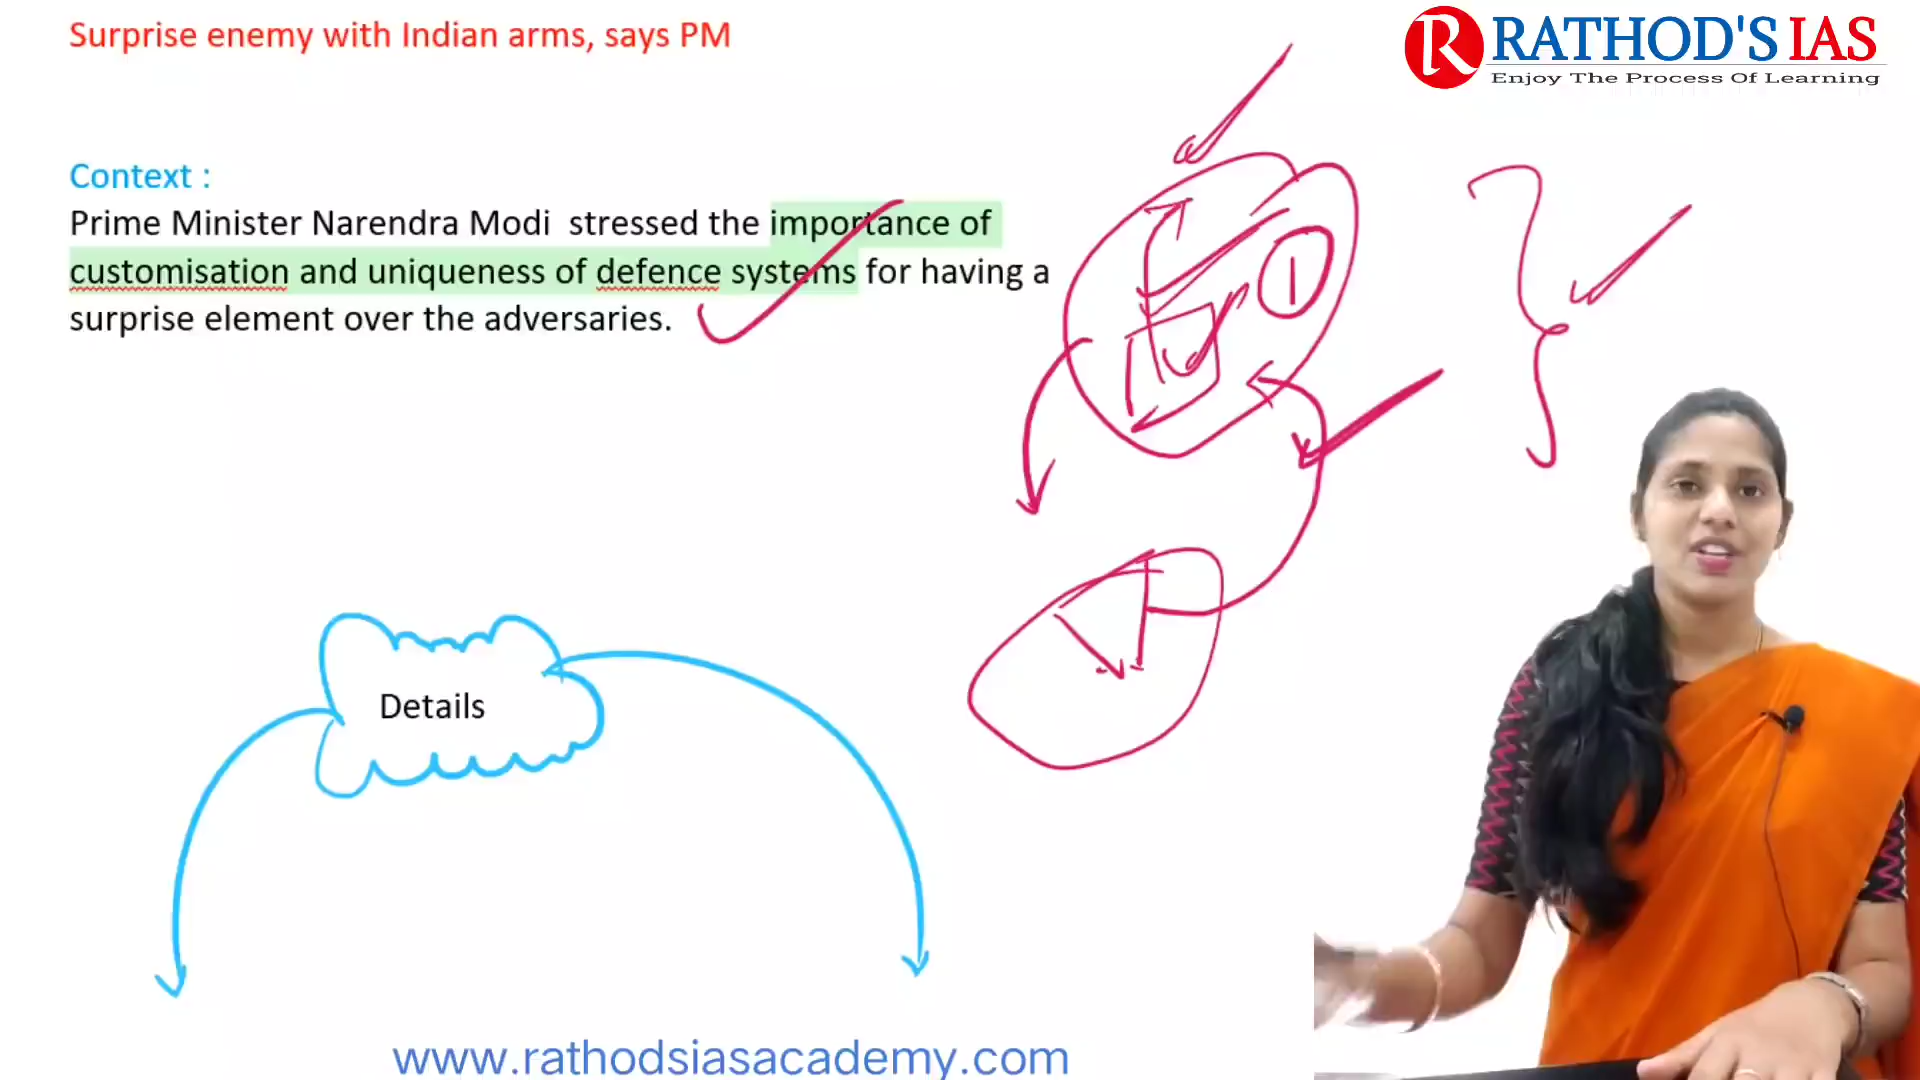 Surprise enemy with Indian arms, says PM
R RATHOD'S IAS
Enjoy The Process Of Learning
Context :
Prime Minister Narendra Modi stressed the importance of
customisation and uniqueness of defence systems for having a
surprise element over the adversaries.
1
Details
www.rathodsiasacademy.com